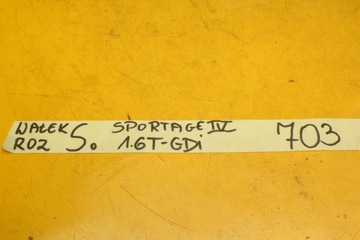 WAŁEK S. SPORTAGE IV 703
ROZ 1.6T-GDi